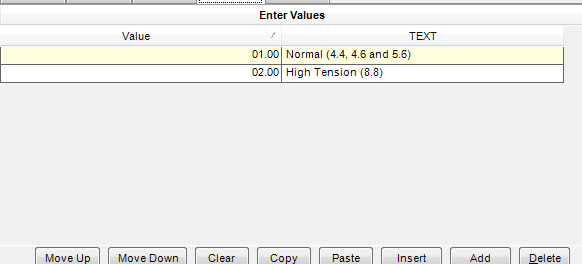 Enter Values
Value TEXT
01.00 Normal (4.4, 4.6 and 5.6)
02.00 High Tension (8.8)
Move Up Move Down Clear Copy Paste Insert Add Delete